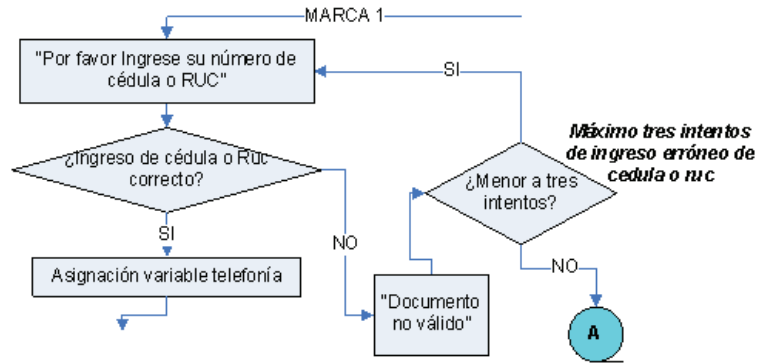 MARCA 1
"Por favor Ingrese su número de
cédula o RUC"
SI
¿Ingreso de cédula o Ruc
correcto?
Máximo tres intentos
de ingreso erróneo de
cedula o ruc
¿Menor a tres
intentos?
SI
NO
Asignación variable telefonía
NO
"Documento
no válido"
A